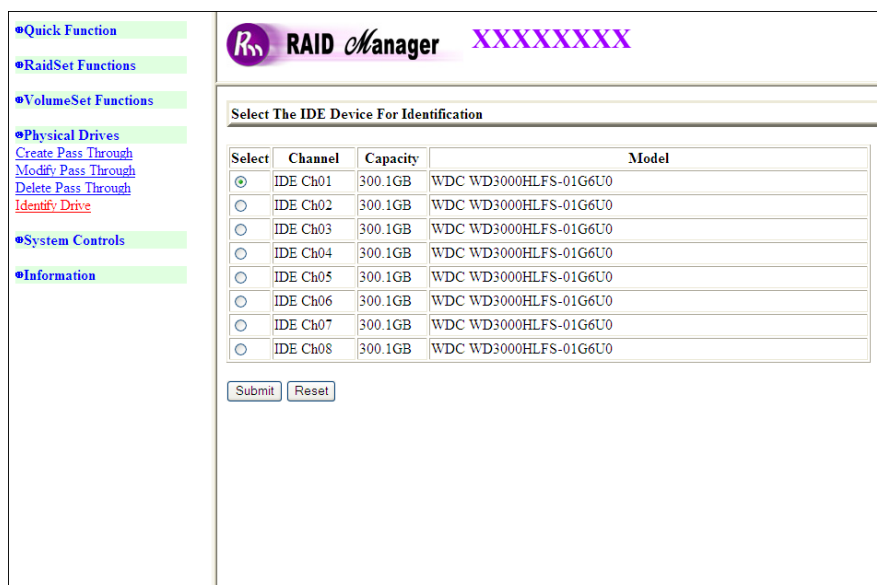 Quick Function
RaidSet Functions
VolumeSet Functions
Physical Drives
Create Pass Through
Modify Pass Through
Delete Pass Through
Identify Drive
System Controls
Information
Rm RAID Manager XXXXXXXX
Select The IDE Device For Identification
Select Channel Capacity Model
IDE Ch01 300.1GB WDC WD3000HLFS-01G6U0
IDE Ch02 300.1GB WDC WD3000HLFS-01G6U0
IDE Ch03 300.1GB WDC WD3000HLFS-01G6U0
IDE Ch04 300.1GB WDC WD3000HLFS-01G6U0
IDE Ch05 300.1GB WDC WD3000HLFS-01G6U0
IDE Ch06 300.1GB WDC WD3000HLFS-01G6U0
IDE Ch07 300.1GB WDC WD3000HLFS-01G6U0
IDE Ch08 300.1GB WDC WD3000HLFS-01G6U0
Submit Reset